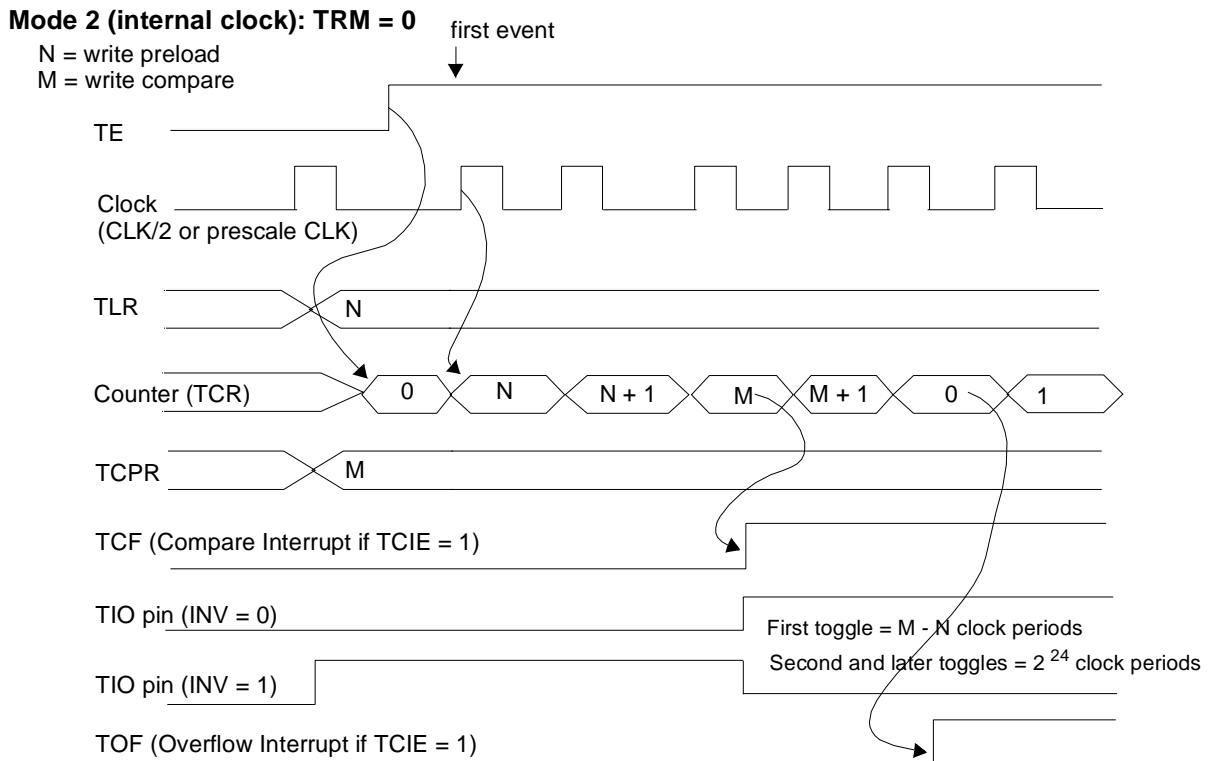 Mode 2 (internal clock): TRM = 0
first event
N = write preload
M = write compare
TE
Clock
(CLK/2 or prescale CLK)
TLR
N
Counter (TCR)
0
N
N + 1
M
M + 1
0
1
TCPR
M
TCF (Compare Interrupt if TCIE = 1)
TIO pin (INV = 0)
First toggle = M - N clock periods
Second and later toggles = 2 24 clock periods
TIO pin (INV = 1)
TOF (Overflow Interrupt if TCIE = 1)